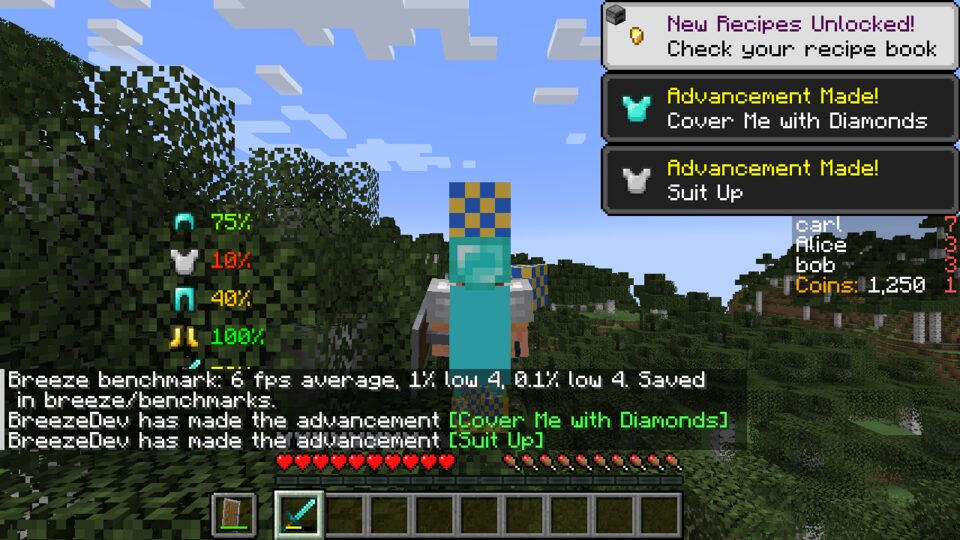 New Recipes Unlocked!
Check your recipe book
Advancement Made!
Cover Me with Diamonds
Advancement Made!
Suit Up
carl 7
Alice 3
bob 3
Coins: 1,250 1
75%
10%
40%
100%
Breeze benchmark: 6 fps average, 1% low 4, 0.1% low 4. Saved
in breeze/benchmarks.
BreezeDev has made the advancement [Cover Me with Diamonds]
BreezeDev has made the advancement [Suit Up]